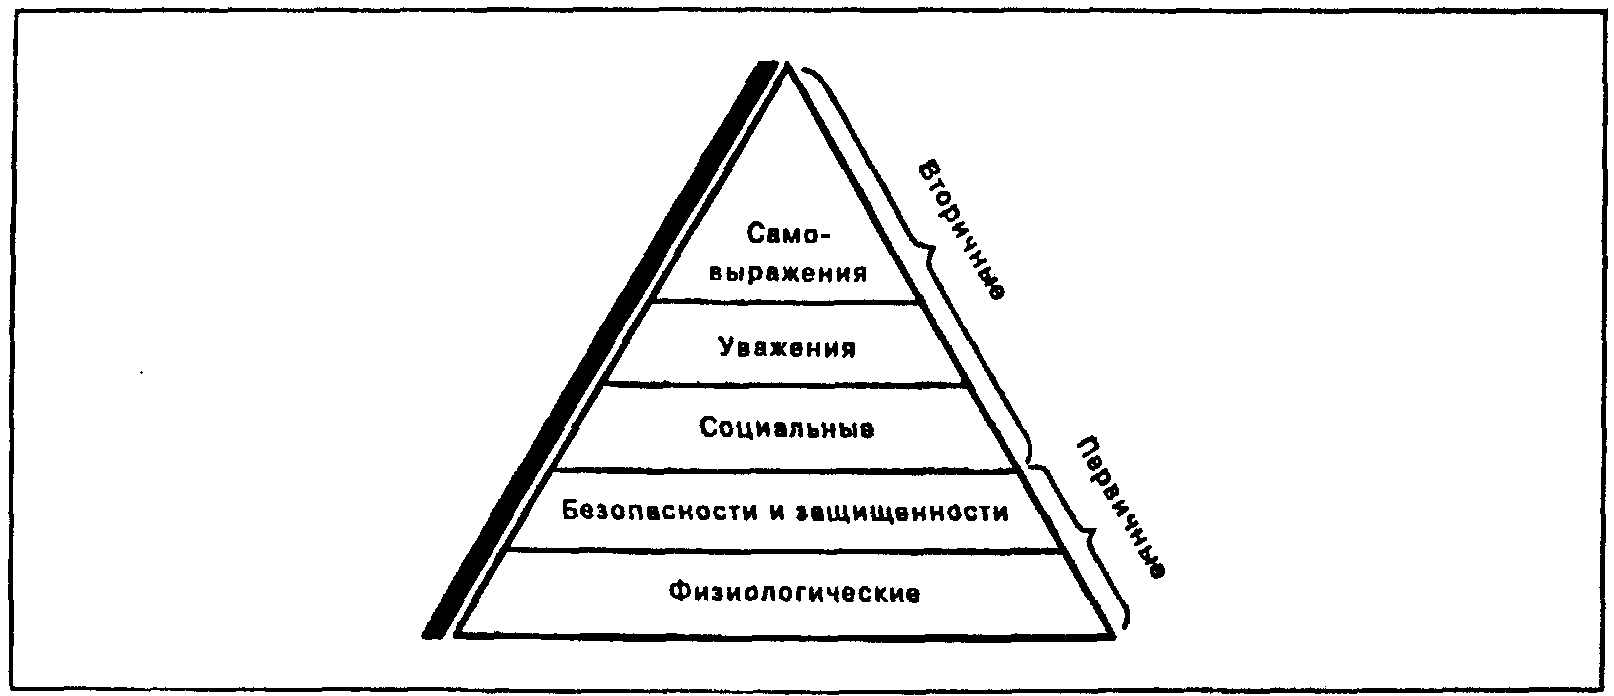 Само-
выражения
Уважения
Социальные
Безопасности и защищенности
Физиологические
Вторичные
Первичные